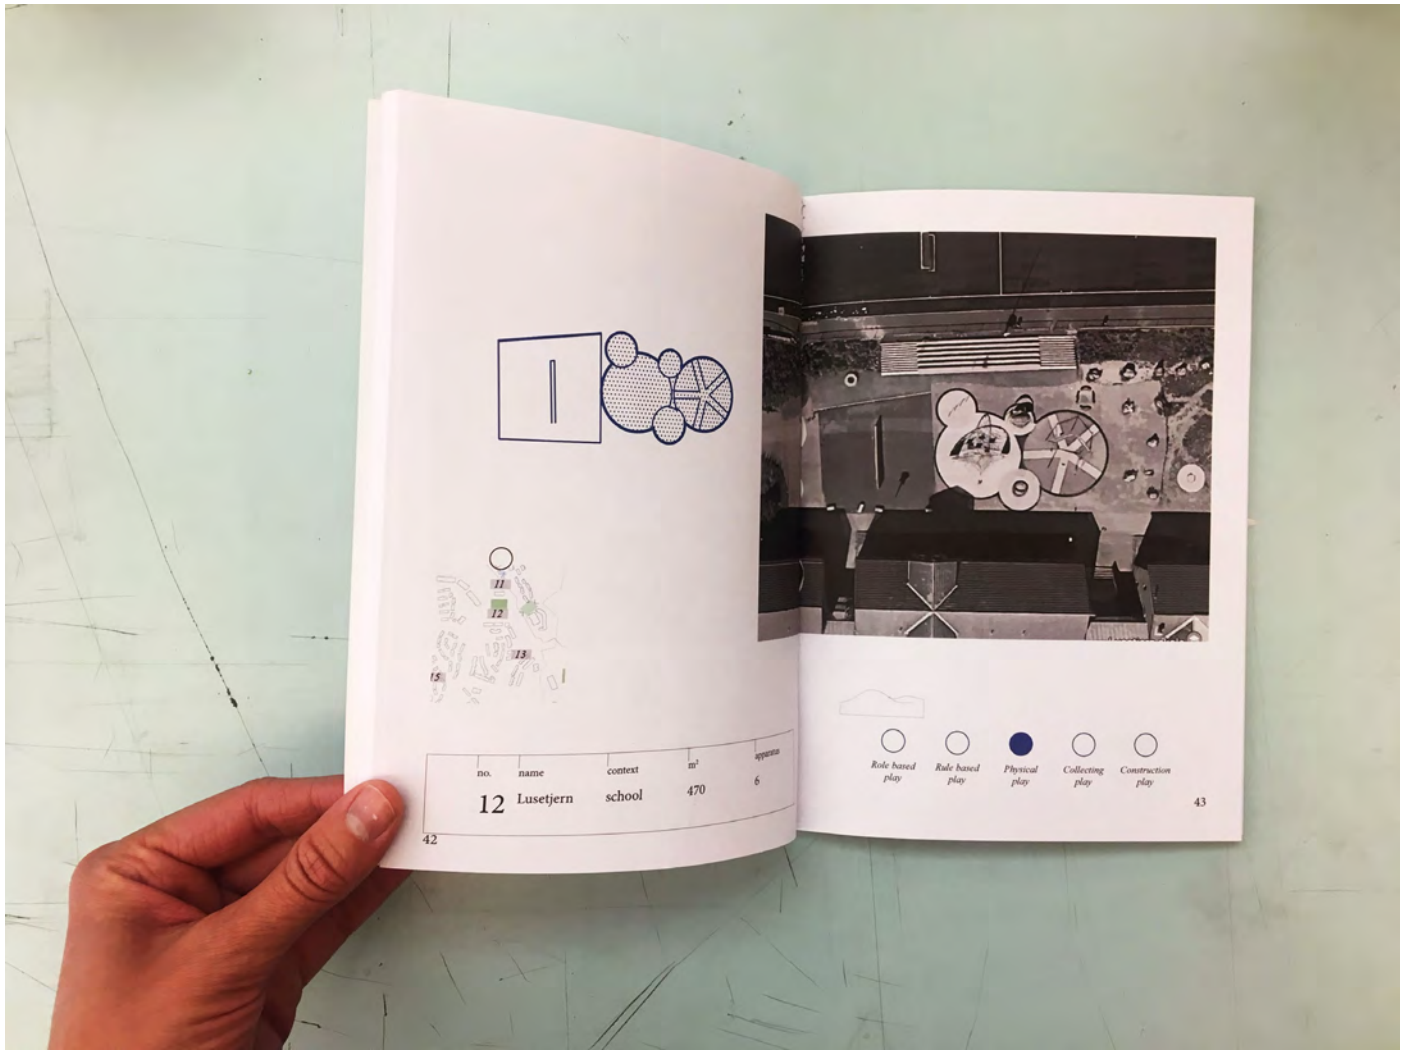 11
12
13
15
no.
name
context
m²
apparatus
12
Lusetjern
school
470
6
42
Role based
play
Rule based
play
Physical
play
Collecting
play
Construction
play
43